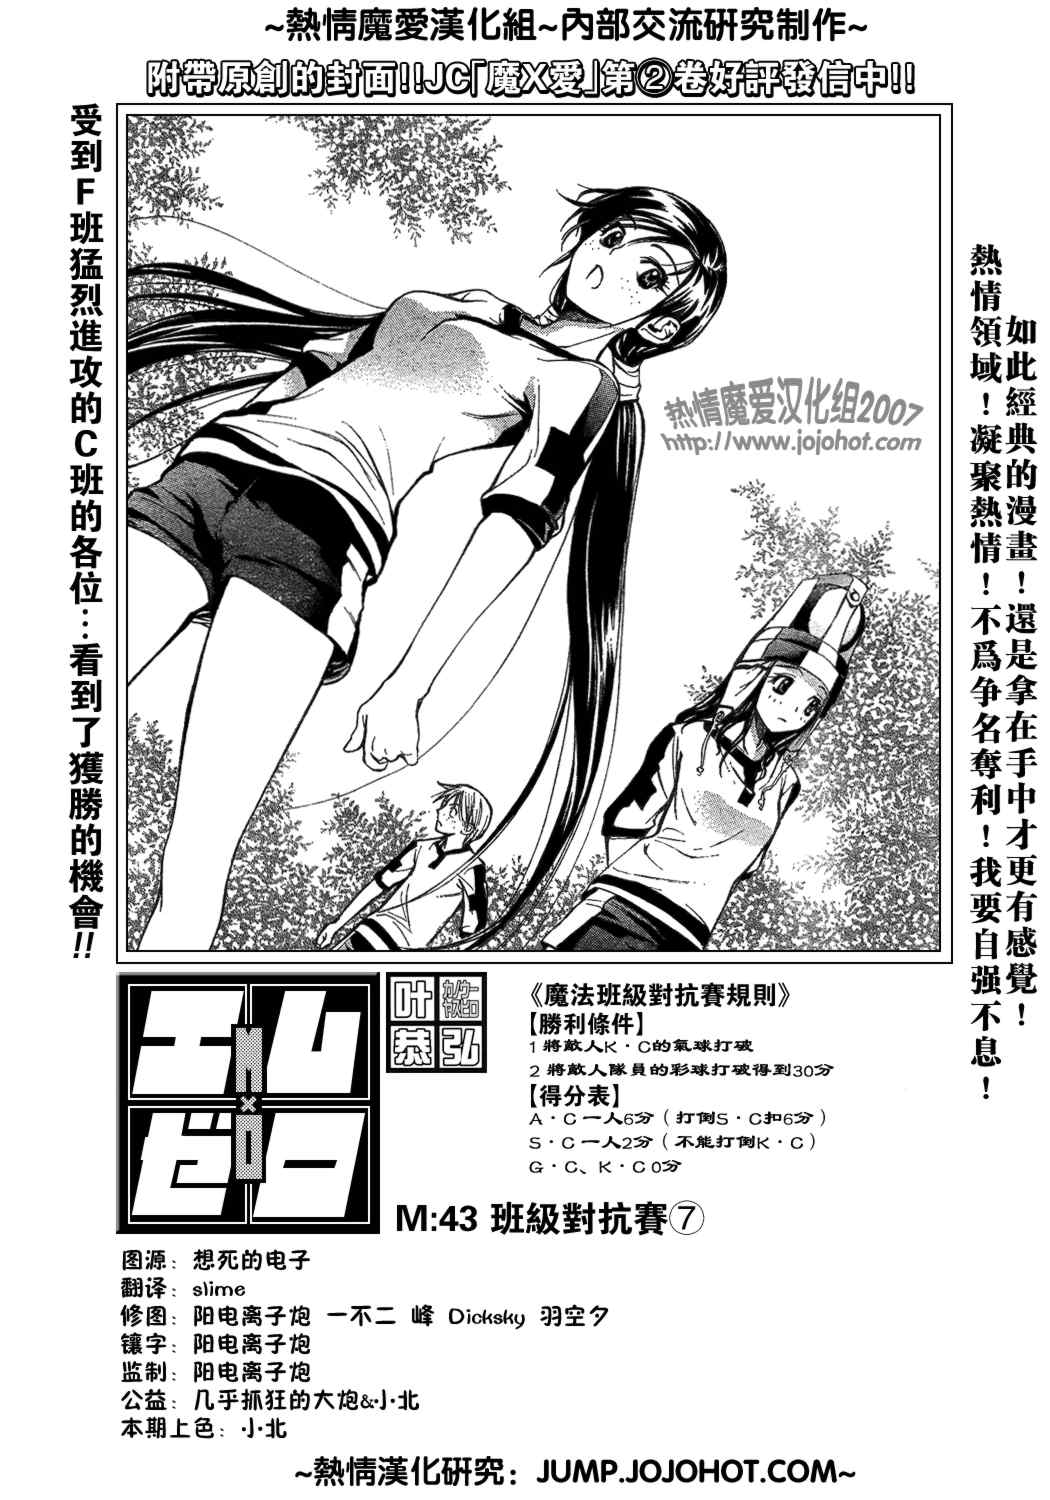 ~熱情魔愛漢化組~內部交流研究制作~
附帶原創的封面!!JC「魔X愛」第②卷好評發信中!!
如此經典的漫畫！還是拿在手中才更有感覺！
熱情領域！凝聚熱情！不爲争名奪利！我要自强不息！
受到F班猛烈進攻的C班的各位…看到了獲勝的機會!!
熱情魔爱汉化组2007
http://www.jojohot.com
エム
M×0
ゼロ
叶 恭弘
カノウ ヤスヒロ
《魔法班級對抗賽規則》
【勝利條件】
1 將敵人K・C的氣球打破
2 將敵人隊員的彩球打破得到30分
【得分表】
A・C 一人6分（打倒S・C扣6分）
S・C 一人2分（不能打倒K・C）
G・C、K・C 0分
M:43 班級對抗賽⑦
图源：想死的电子
翻译：slime
修图：阳电离子炮 一不二 峰 Dicksky 羽空夕
镶字：阳电离子炮
监制：阳电离子炮
公益：几乎抓狂的大炮&小北
本期上色：小北
~熱情漢化研究：JUMP.JOJOHOT.COM~